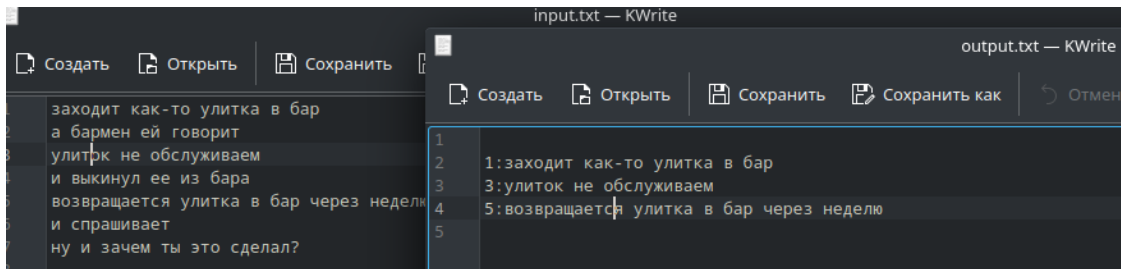 input.txt — KWrite
Создать Открыть Сохранить
1 заходит как-то улитка в бар
2 а бармен ей говорит
3 улиток не обслуживаем
4 и выкинул ее из бара
5 возвращается улитка в бар через недел
6 и спрашивает
7 ну и зачем ты это сделал?
output.txt — KWrite
Создать Открыть Сохранить Сохранить как Отмен
1
2 1:заходит как-то улитка в бар
3 3:улиток не обслуживаем
4 5:возвращается улитка в бар через неделю
5